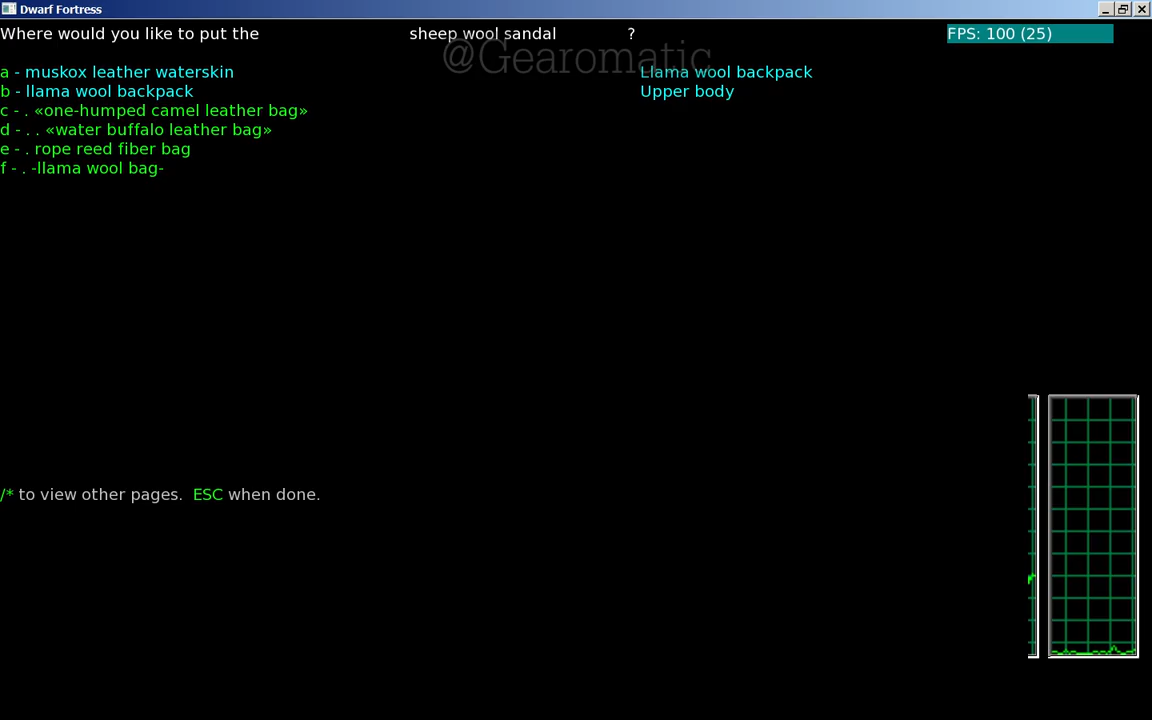 Dwarf Fortress
Where would you like to put the sheep wool sandal ? FPS: 100 (25)
@Gearomatic
a - muskox leather waterskin Llama wool backpack
b - llama wool backpack Upper body
c - . «one-humped camel leather bag»
d - . . «water buffalo leather bag»
e - . rope reed fiber bag
f - . -llama wool bag-
/* to view other pages. ESC when done.